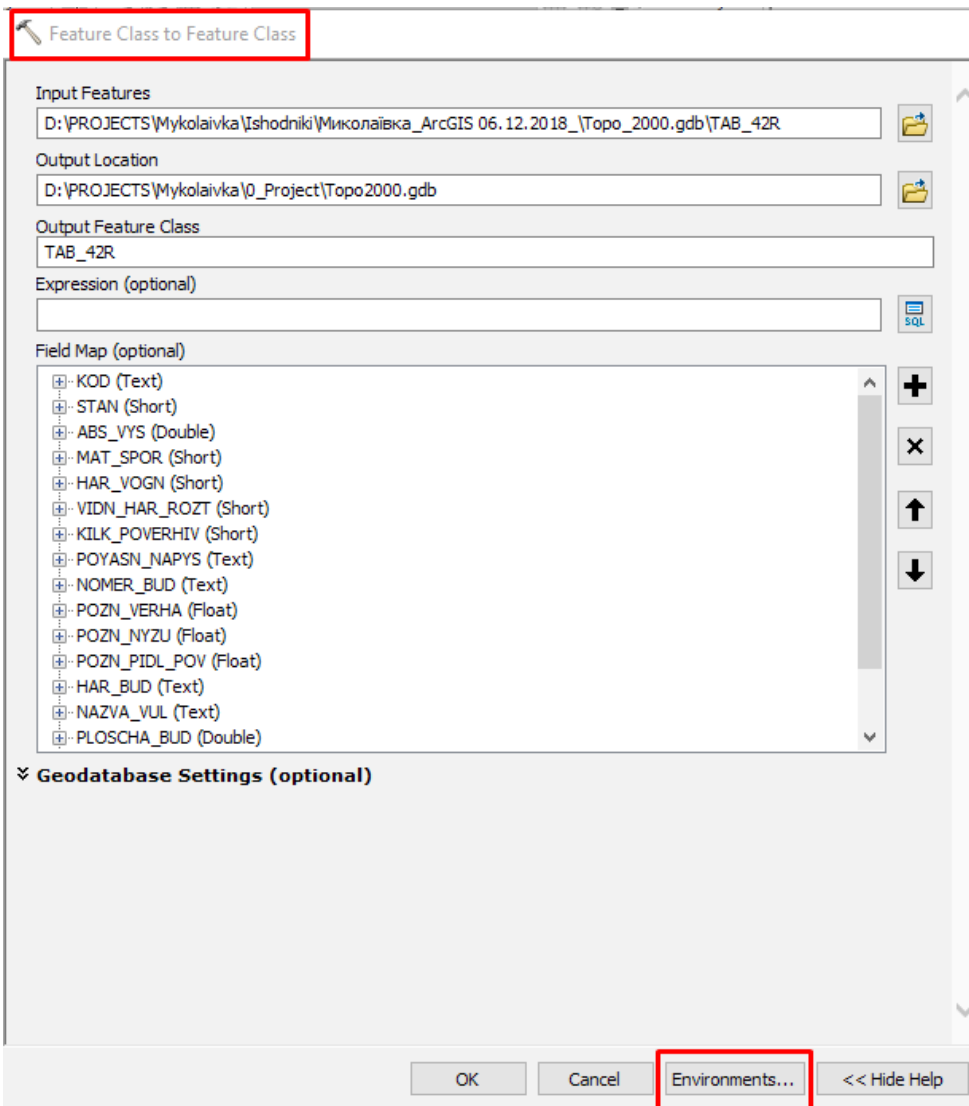 Feature Class to Feature Class
Input Features
D:\PROJECTS\Mykolaivka\Ishodniki\Миколаївка_ArcGIS 06.12.2018_\Topo_2000.gdb\TAB_42R
Output Location
D:\PROJECTS\Mykolaivka\0_Project\Topo2000.gdb
Output Feature Class
TAB_42R
Expression (optional)
SQL
Field Map (optional)
KOD (Text)
STAN (Short)
ABS_VYS (Double)
MAT_SPOR (Short)
HAR_VOGN (Short)
VIDN_HAR_ROZT (Short)
KILK_POVERHIV (Short)
POYASN_NAPYS (Text)
NOMER_BUD (Text)
POZN_VERHA (Float)
POZN_NYZU (Float)
POZN_PIDL_POV (Float)
HAR_BUD (Text)
NAZVA_VUL (Text)
PLOSCHA_BUD (Double)
Geodatabase Settings (optional)
OK Cancel Environments... << Hide Help